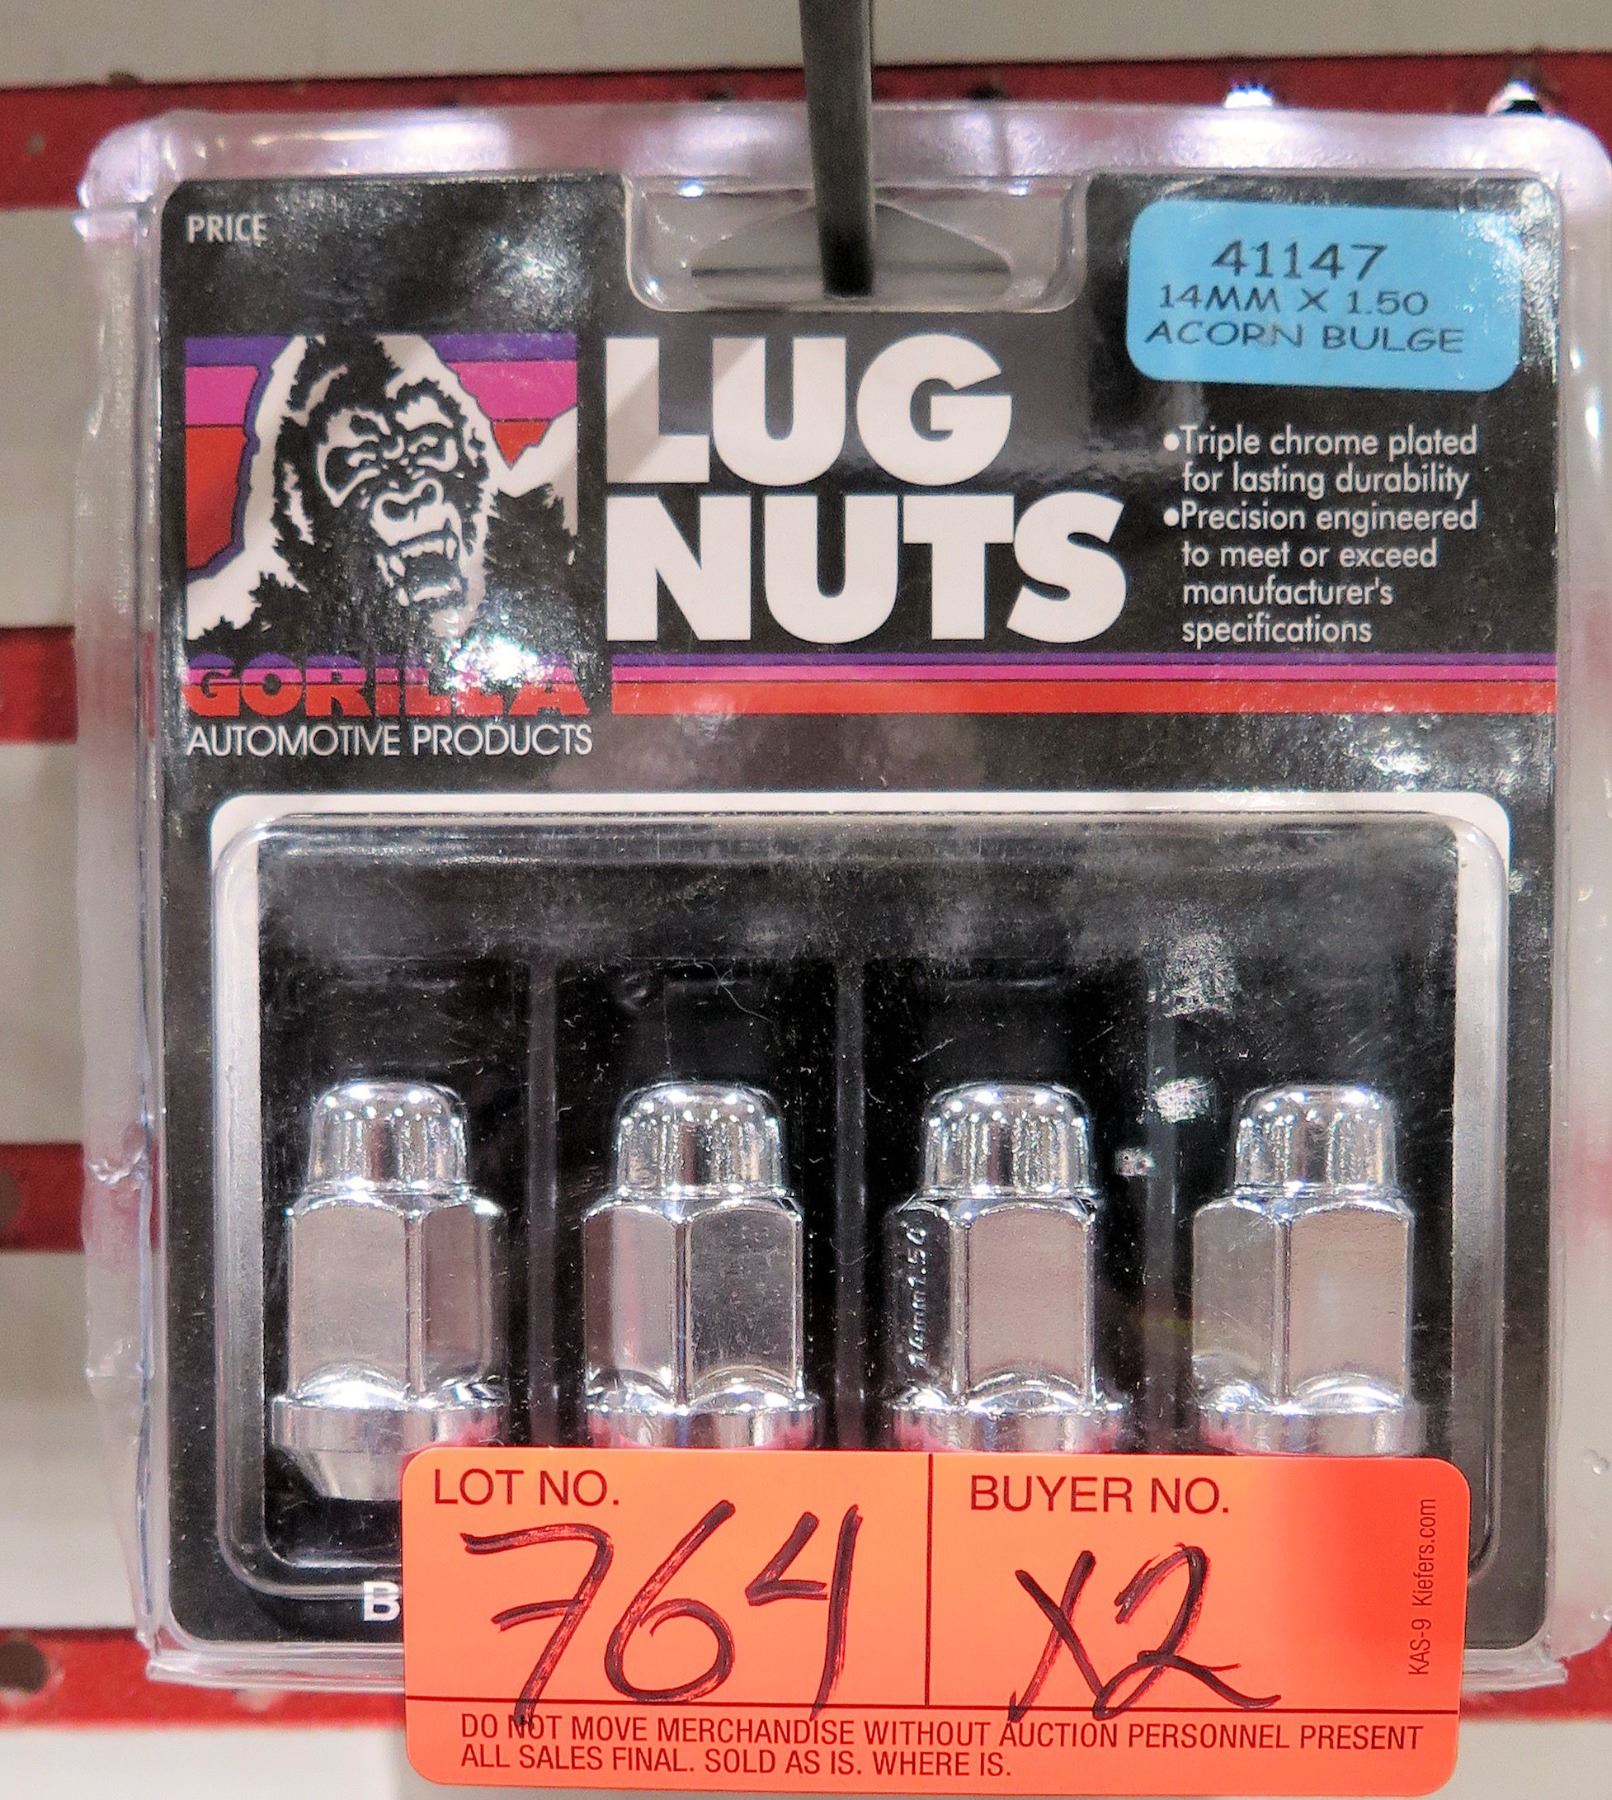 PRICE
41147
14MM X 1.50
ACORN BULGE
LUG
NUTS
•Triple chrome plated
for lasting durability
•Precision engineered
to meet or exceed
manufacturer's
specifications
GORILLA
AUTOMOTIVE PRODUCTS
14mm1.50
B
LOT NO.
764
BUYER NO.
X2
KAS-9 Kiefers.com
DO NOT MOVE MERCHANDISE WITHOUT AUCTION PERSONNEL PRESENT
ALL SALES FINAL. SOLD AS IS. WHERE IS.